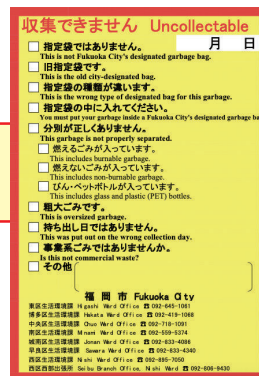 収集できません Uncollectable
月 日
□ 指定袋ではありません。
This is not Fukuoka City's designated garbage bag.
□ 旧指定袋です。
This is the old city-designated bag.
□ 指定袋の種類が違います。
This is the wrong type of designated bag for this garbage.
□ 指定袋の中に入れてください。
You must put your garbage inside a Fukuoka City's designated garbage ba
□ 分別が正しくありません。
This garbage is not properly separated.
□ 燃えるごみが入っています。
This includes burnable garbage.
□ 燃えないごみが入っています。
This includes non-burnable garbage.
□ びん・ペットボトルが入っています。
This includes glass and plastic (PET) bottles.
□ 粗大ごみです。
This is oversized garbage.
□ 持ち出し日ではありません。
This was put out on the wrong collection day.
□ 事業系ごみではありませんか。
Is this not commercial waste?
□ その他
福岡市 Fukuoka City
東区生活環境課 Higashi Ward Office ☎ 092-645-1061
博多区生活環境課 Hakata Ward Office ☎ 092-419-1068
中央区生活環境課 Chuo Ward Office ☎ 092-718-1091
南区生活環境課 Minami Ward Office ☎ 092-559-5374
城南区生活環境課 Jonan Ward Office ☎ 092-833-4086
早良区生活環境課 Sawara Ward Office ☎ 092-833-4340
西区生活環境課 Nishi Ward Office ☎ 092-895-7050
西区西部出張所 Seibu Branch Office, Nishi Ward ☎ 092-806-9430